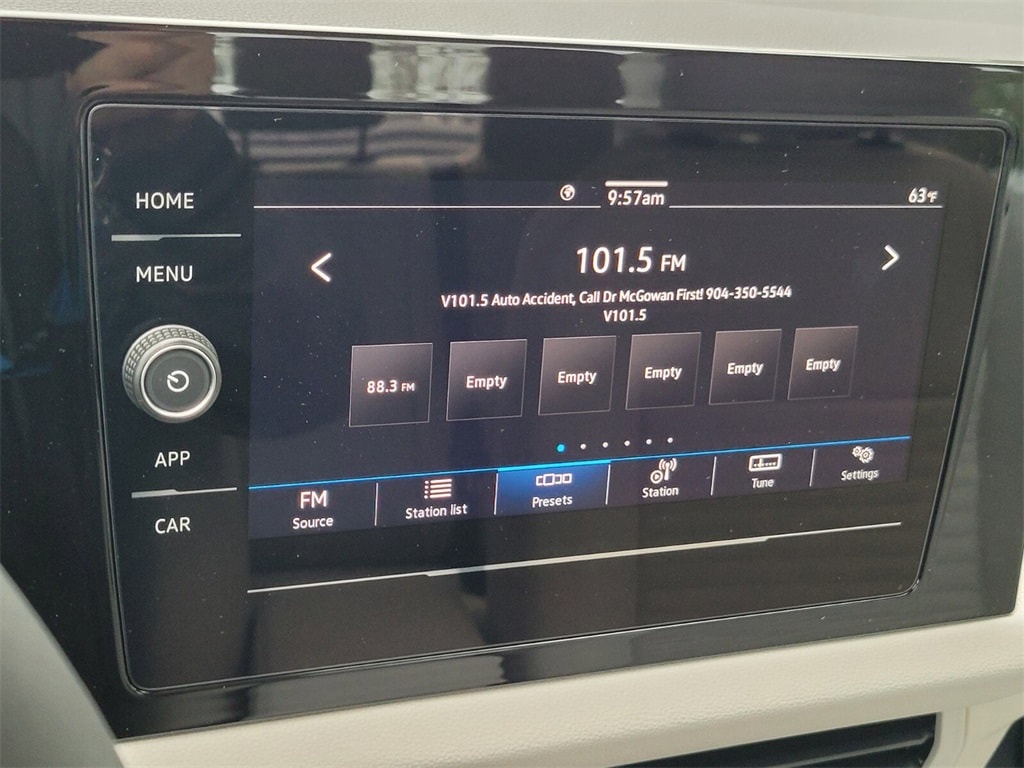 HOME
MENU
APP
CAR
9:57am
63°F
101.5 FM
V101.5 Auto Accident, Call Dr McGowan First! 904-350-5544
V101.5
88.3 FM
Empty
Empty
Empty
Empty
Empty
FM
Source
Station list
Presets
Station
Tune
Settings